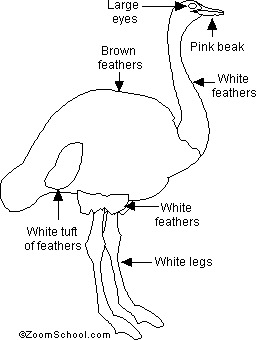 Large
eyes
Pink beak
Brown
feathers
White
feathers
White tuft
of feathers
White
feathers
White legs
©ZoomSchool.com